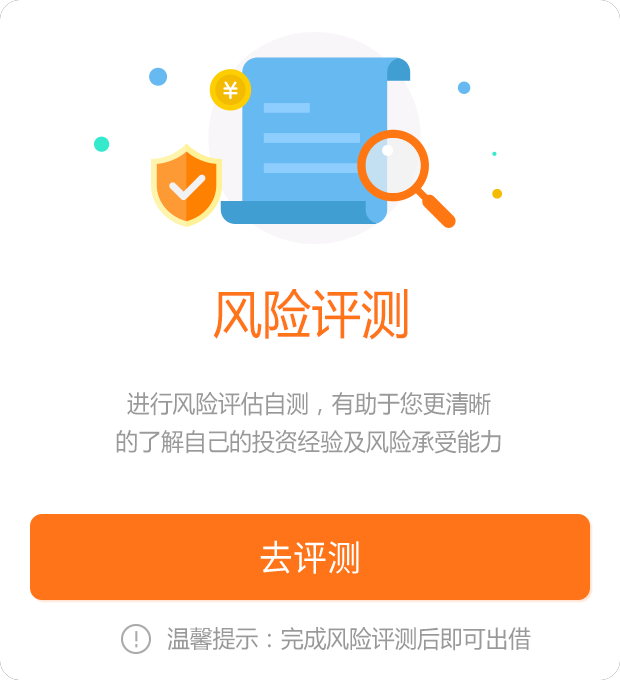 ¥
风险评测
进行风险评估自测，有助于您更清晰
的了解自己的投资经验及风险承受能力
去评测
温馨提示：完成风险评测后即可出借